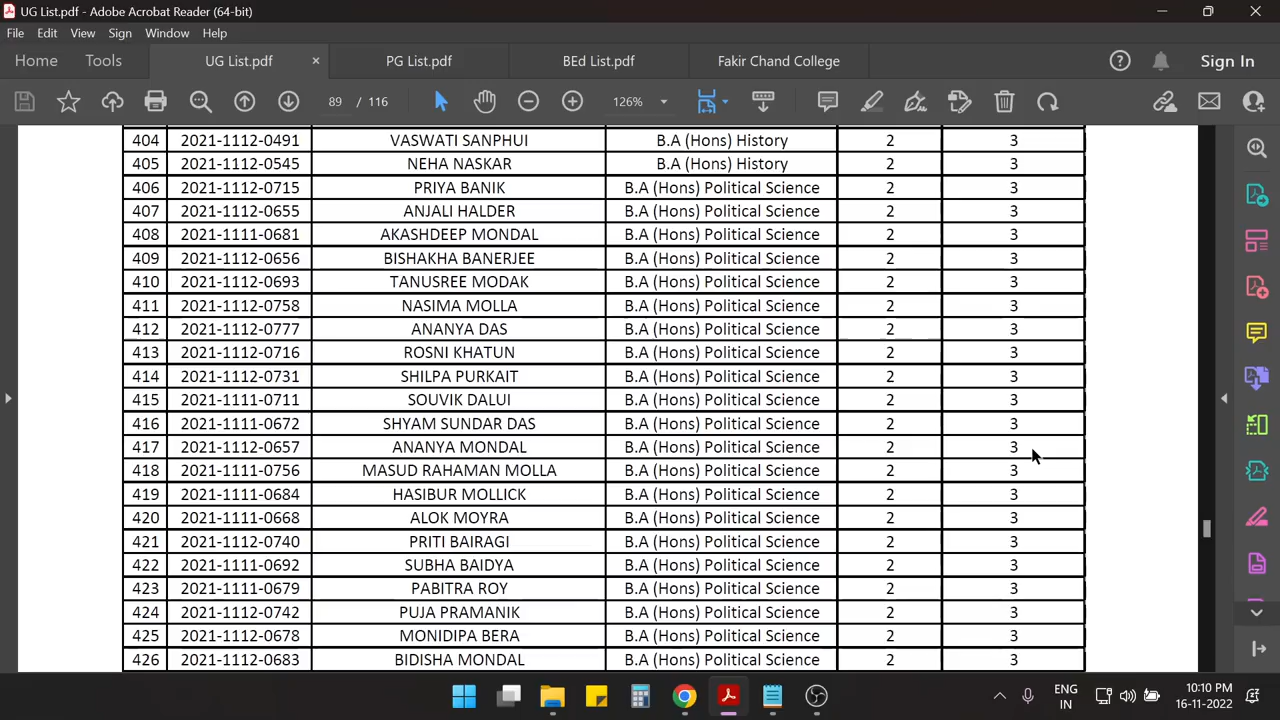 UG List.pdf - Adobe Acrobat Reader (64-bit)
File Edit View Sign Window Help
Home Tools UG List.pdf × PG List.pdf BEd List.pdf Fakir Chand College Sign In
89 / 116 126%
404 2021-1112-0491 VASWATI SANPHUI B.A (Hons) History 2 3
405 2021-1112-0545 NEHA NASKAR B.A (Hons) History 2 3
406 2021-1112-0715 PRIYA BANIK B.A (Hons) Political Science 2 3
407 2021-1112-0655 ANJALI HALDER B.A (Hons) Political Science 2 3
408 2021-1111-0681 AKASHDEEP MONDAL B.A (Hons) Political Science 2 3
409 2021-1112-0656 BISHAKHA BANERJEE B.A (Hons) Political Science 2 3
410 2021-1112-0693 TANUSREE MODAK B.A (Hons) Political Science 2 3
411 2021-1112-0758 NASIMA MOLLA B.A (Hons) Political Science 2 3
412 2021-1112-0777 ANANYA DAS B.A (Hons) Political Science 2 3
413 2021-1112-0716 ROSNI KHATUN B.A (Hons) Political Science 2 3
414 2021-1112-0731 SHILPA PURKAIT B.A (Hons) Political Science 2 3
415 2021-1111-0711 SOUVIK DALUI B.A (Hons) Political Science 2 3
416 2021-1111-0672 SHYAM SUNDAR DAS B.A (Hons) Political Science 2 3
417 2021-1112-0657 ANANYA MONDAL B.A (Hons) Political Science 2 3
418 2021-1111-0756 MASUD RAHAMAN MOLLA B.A (Hons) Political Science 2 3
419 2021-1111-0684 HASIBUR MOLLICK B.A (Hons) Political Science 2 3
420 2021-1111-0668 ALOK MOYRA B.A (Hons) Political Science 2 3
421 2021-1112-0740 PRITI BAIRAGI B.A (Hons) Political Science 2 3
422 2021-1111-0692 SUBHA BAIDYA B.A (Hons) Political Science 2 3
423 2021-1111-0679 PABITRA ROY B.A (Hons) Political Science 2 3
424 2021-1112-0742 PUJA PRAMANIK B.A (Hons) Political Science 2 3
425 2021-1112-0678 MONIDIPA BERA B.A (Hons) Political Science 2 3
426 2021-1112-0683 BIDISHA MONDAL B.A (Hons) Political Science 2 3
ENG 10:10 PM
IN 16-11-2022